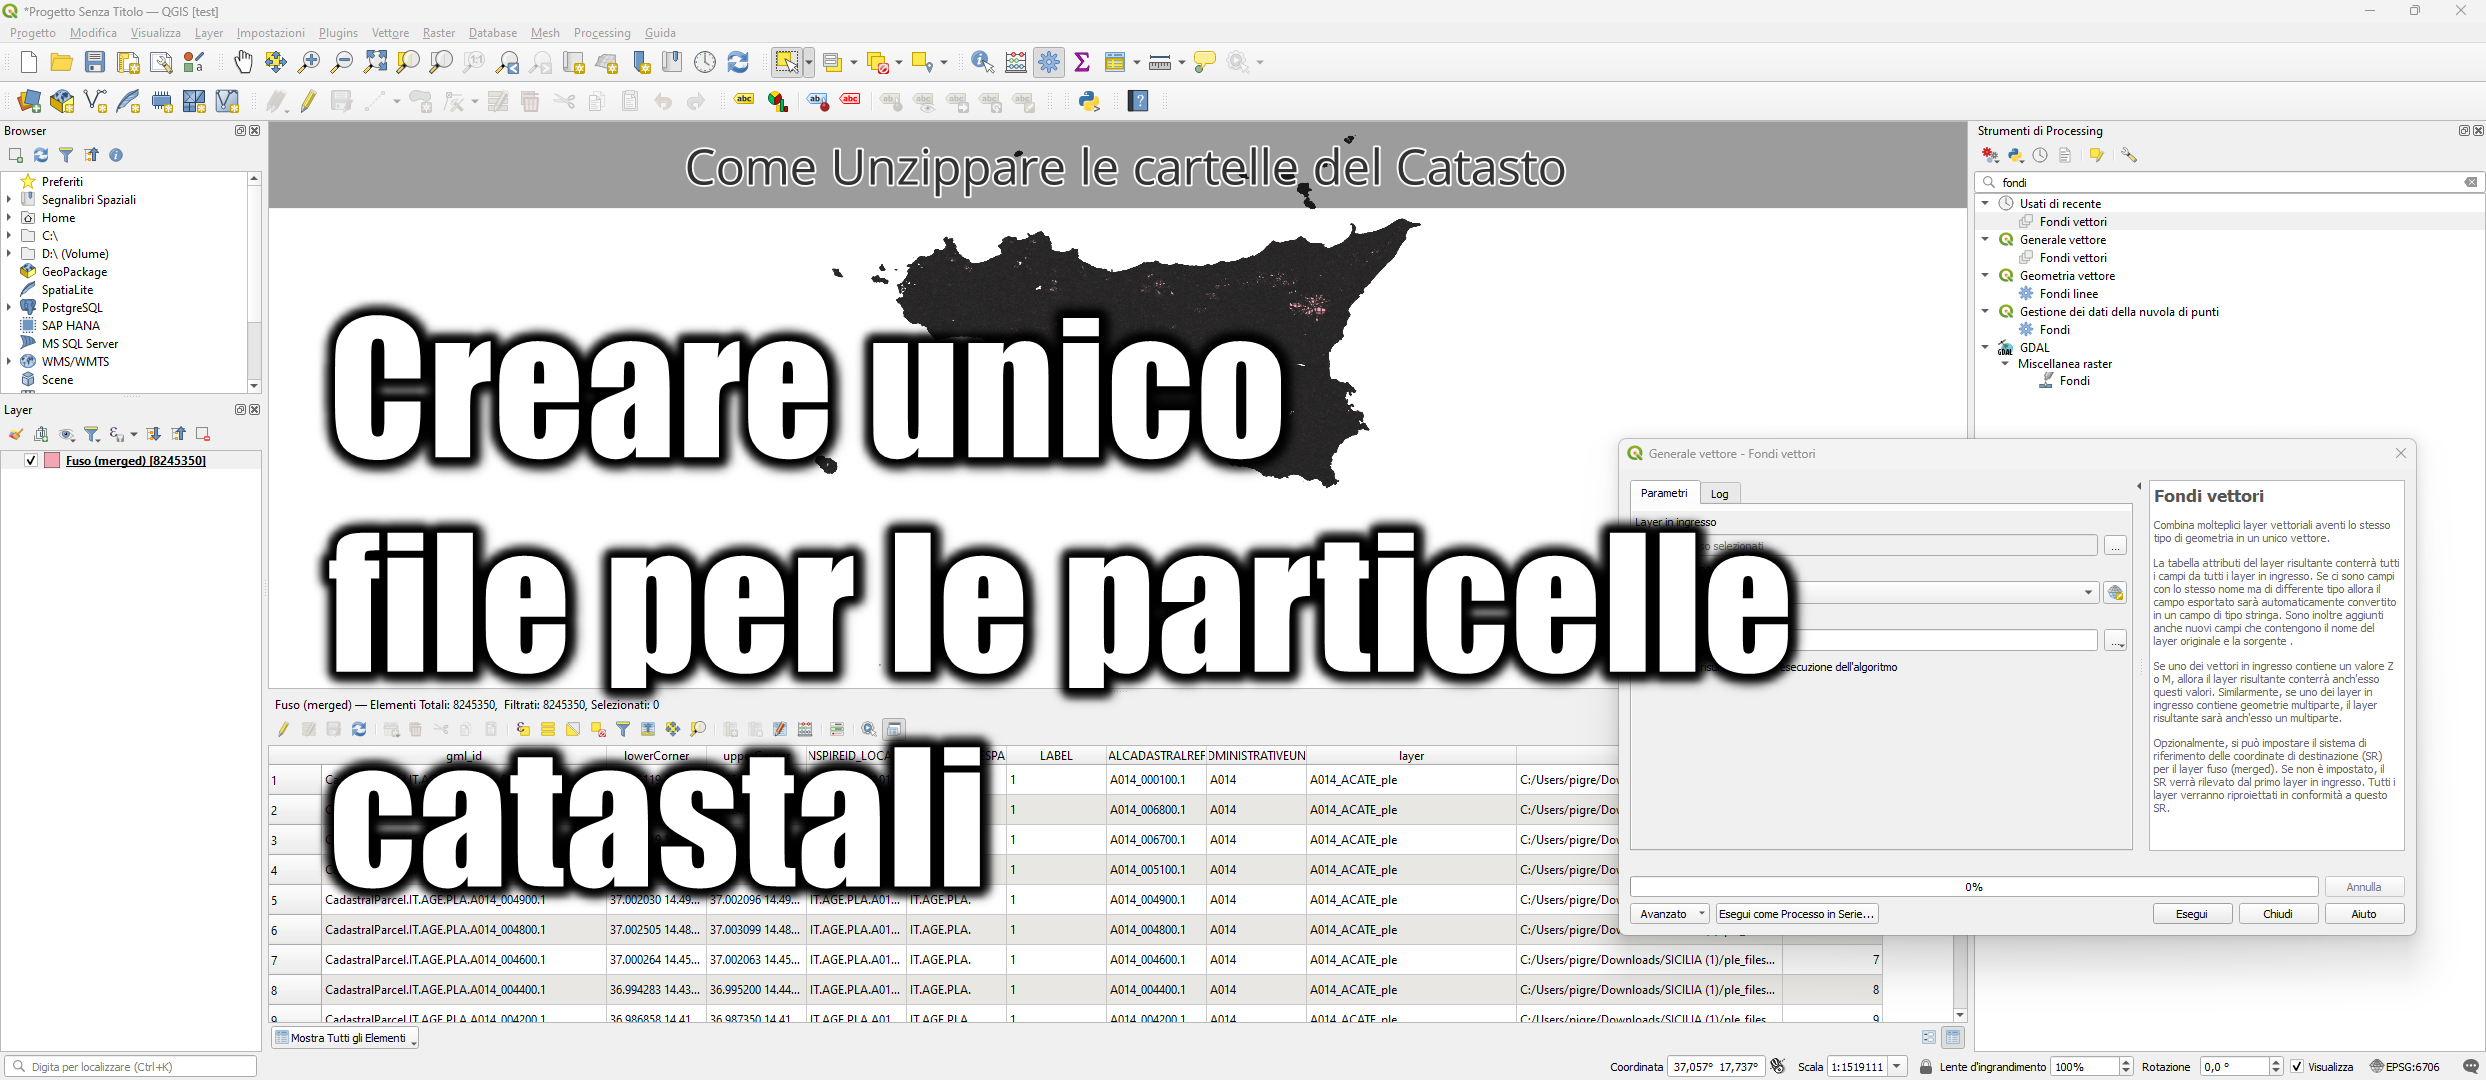 *Progetto Senza Titolo — QGIS [test]
Progetto Modifica Visualizza Layer Impostazioni Plugins Vettore Raster Database Mesh Processing Guida
Browser
Preferiti
Segnalibri Spaziali
Home
C:\
D:\ (Volume)
GeoPackage
SpatiaLite
PostgreSQL
SAP HANA
MS SQL Server
WMS/WMTS
Scene
Layer
Fuso (merged) [8245350]
Come Unzippare le cartelle del Catasto
Creare unico
file per le particelle
catastali
Strumenti di Processing
fondi
Usati di recente
Fondi vettori
Generale vettore
Fondi vettori
Geometria vettore
Fondi linee
Gestione dei dati della nuvola di punti
Fondi
GDAL
Miscellanea raster
Fondi
Generale vettore - Fondi vettori
Parametri Log
Layer in ingresso
selezionati
esecuzione dell'algoritmo
Fondi vettori
Combina molteplici layer vettoriali aventi lo stesso
tipo di geometria in un unico vettore.
La tabella attributi del layer risultante conterrà tutti
i campi da tutti i layer in ingresso. Se ci sono campi
con lo stesso nome ma di differente tipo allora il
campo esportato sarà automaticamente convertito
in un campo di tipo stringa. Sono inoltre aggiunti
anche nuovi campi che contengono il nome del
layer originale e la sorgente .
Se uno dei vettori in ingresso contiene un valore Z
o M, allora il layer risultante conterrà anch'esso
questi valori. Similarmente, se uno dei layer in
ingresso contiene geometrie multiparte, il layer
risultante sarà anch'esso un multiparte.
Opzionalmente, si può impostare il sistema di
riferimento delle coordinate di destinazione (SR)
per il layer fuso (merged). Se non è impostato, il
SR verrà rilevato dal primo layer in ingresso. Tutti i
layer verranno riproiettati in conformità a questo
SR.
0%
Annulla
Avanzato Esegui come Processo in Serie... Esegui Chiudi Aiuto
Fuso (merged) — Elementi Totali: 8245350, Filtrati: 8245350, Selezionati: 0
gml_id lowerCorner NSPIREID_LOCA LABEL ALCADASTRALREF DMINISTRATIVEUN layer
1 1 A014_000100.1 A014 A014_ACATE_ple C:/Users/pigre/Dov
2 1 A014_006800.1 A014 A014_ACATE_ple C:/Users/pigre/Dov
3 1 A014_006700.1 A014 A014_ACATE_ple C:/Users/pigre/Dov
4 1 A014_005100.1 A014 A014_ACATE_ple C:/Users/pigre/Dov
5 CadastralParcel.IT.AGE.PLA.A014_004900.1 37.002030 14.49... 37.002096 14.49... IT.AGE.PLA.A01... IT.AGE.PLA. 1 A014_004900.1 A014 A014_ACATE_ple C:/Users/pigre/Dov
6 CadastralParcel.IT.AGE.PLA.A014_004800.1 37.002505 14.48... 37.003099 14.48... IT.AGE.PLA.A01... IT.AGE.PLA. 1 A014_004800.1 A014 A014_ACATE_ple C:/Users/pigre/Dov
7 CadastralParcel.IT.AGE.PLA.A014_004600.1 37.000264 14.45... 37.002063 14.45... IT.AGE.PLA.A01... IT.AGE.PLA. 1 A014_004600.1 A014 A014_ACATE_ple C:/Users/pigre/Downloads/SICILIA (1)/ple_files... 7
8 CadastralParcel.IT.AGE.PLA.A014_004400.1 36.994283 14.43... 36.995200 14.44... IT.AGE.PLA.A01... IT.AGE.PLA. 1 A014_004400.1 A014 A014_ACATE_ple C:/Users/pigre/Downloads/SICILIA (1)/ple_files... 8
9 CadastralParcel.IT.AGE.PLA.A014_004200.1 36.986858 14.41... 36.987350 14.41... IT.AGE.PLA.A01... IT.AGE.PLA. 1 A014_004200.1 A014 A014_ACATE_ple C:/Users/pigre/Downloads/SICILIA (1)/ple_files... 9
Mostra Tutti gli Elementi
Digita per localizzare (Ctrl+K)
Coordinata 37,057° 17,737° Scala 1:1519111 Lente d'ingrandimento 100% Rotazione 0,0 ° Visualizza EPSG:6706